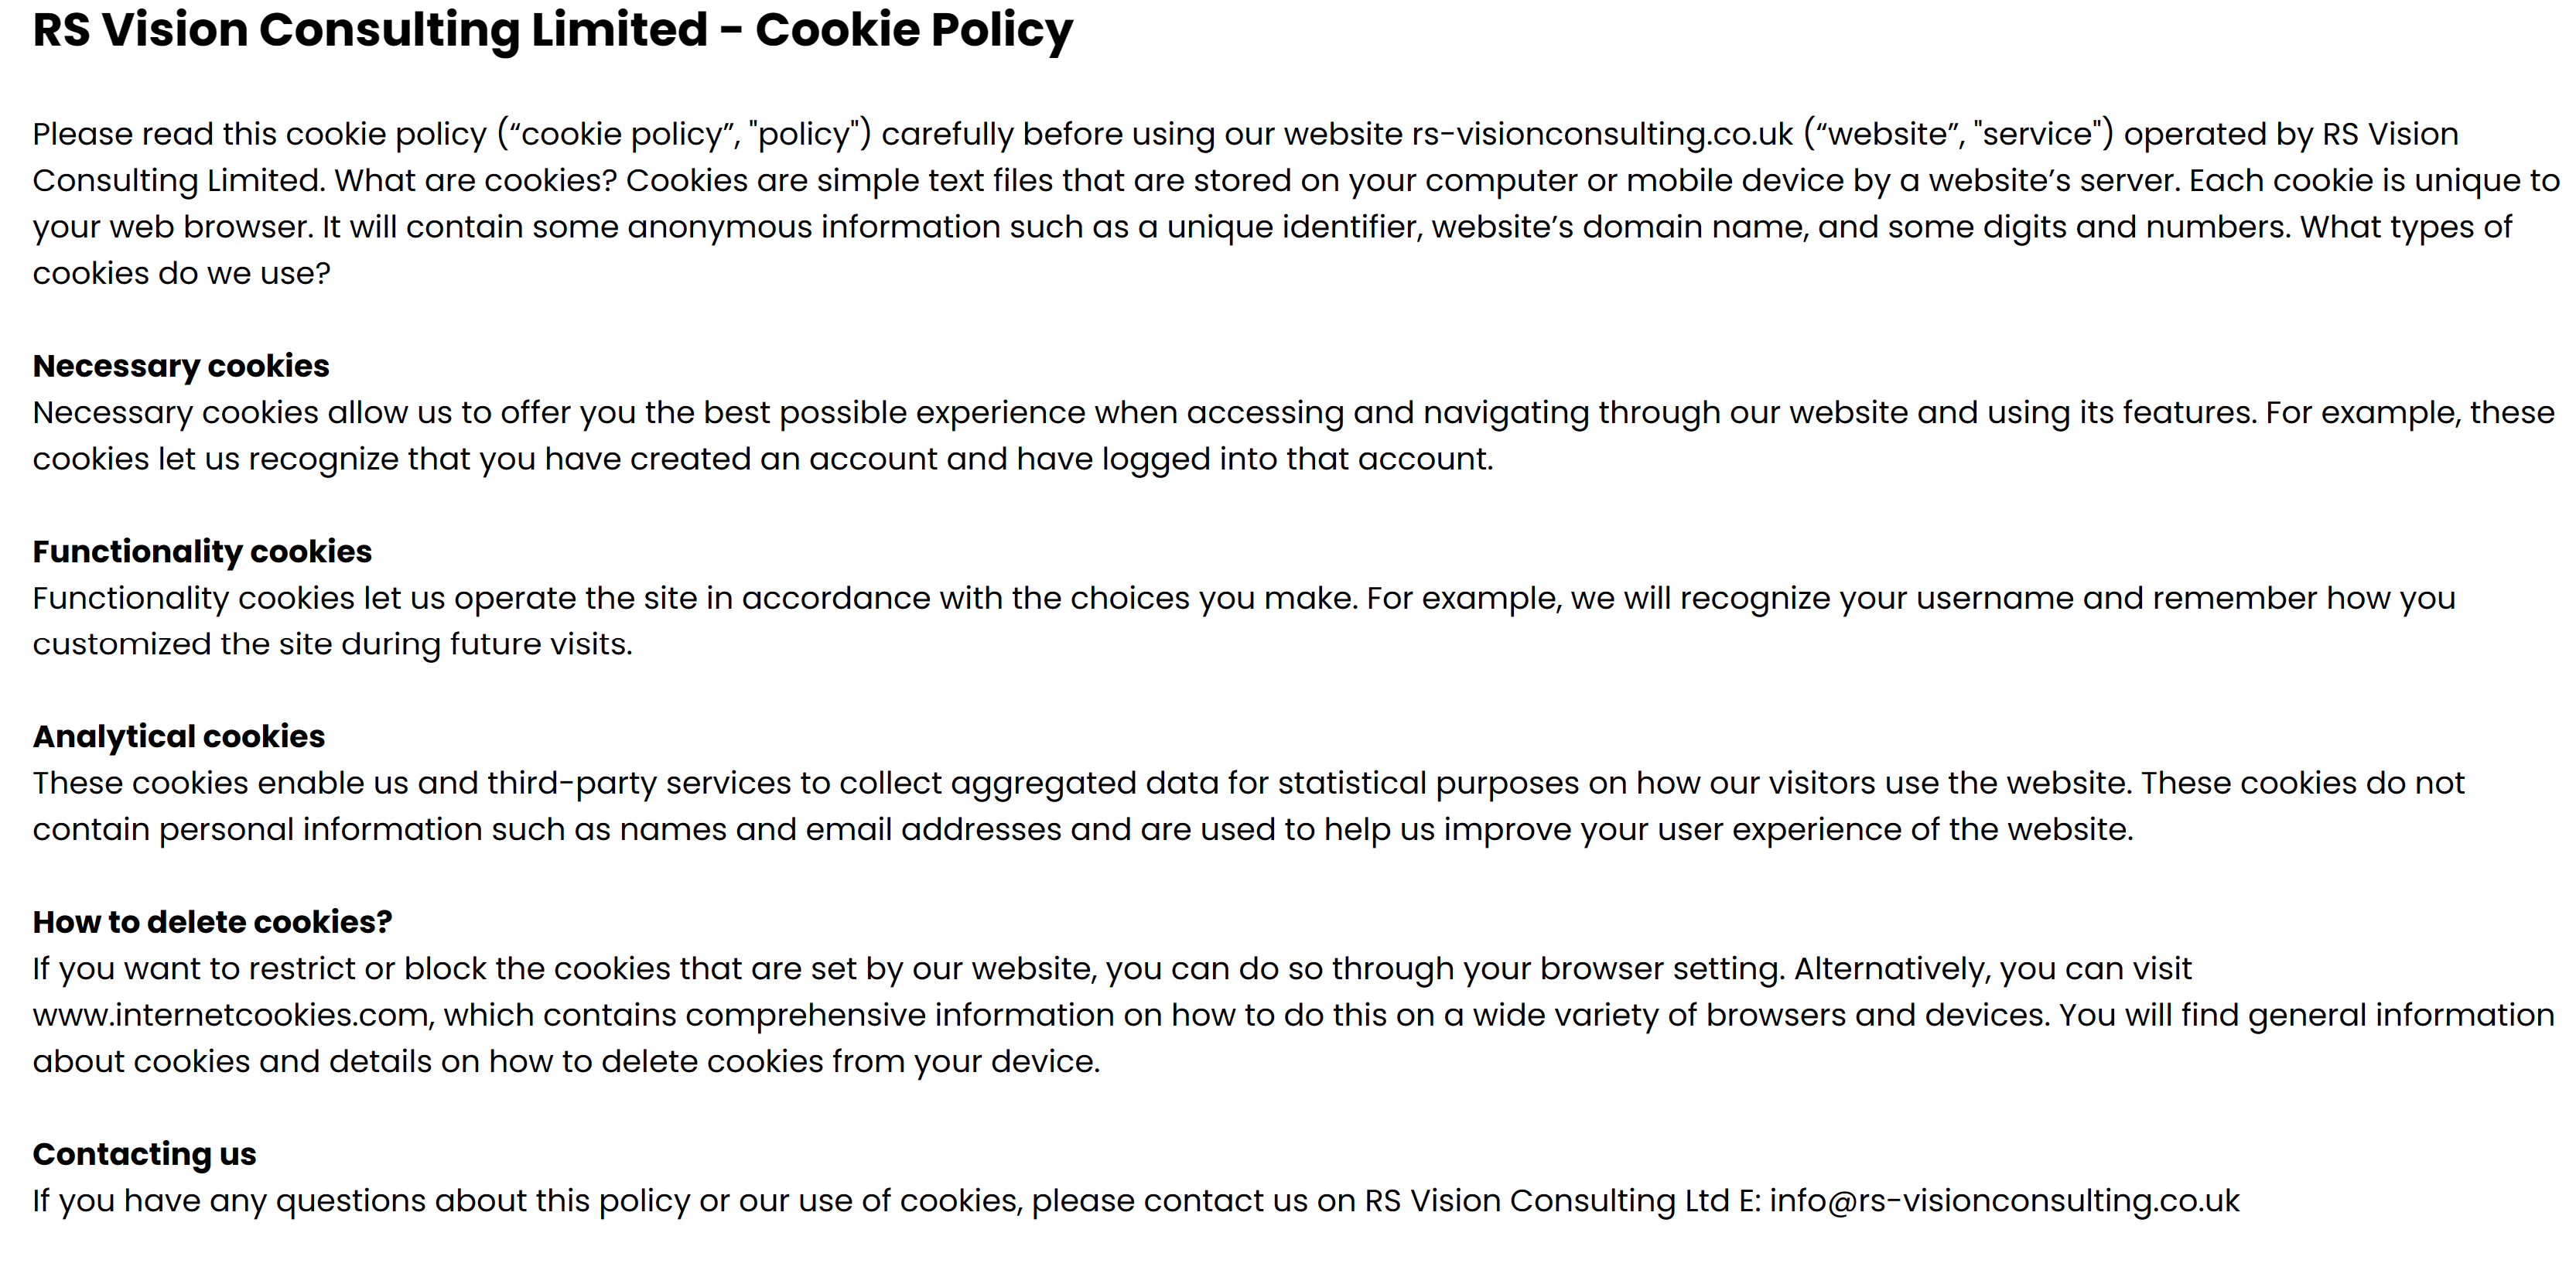 RS Vision Consulting Limited - Cookie Policy
Please read this cookie policy (“cookie policy”, "policy") carefully before using our website rs-visionconsulting.co.uk (“website”, "service") operated by RS Vision
Consulting Limited. What are cookies? Cookies are simple text files that are stored on your computer or mobile device by a website’s server. Each cookie is unique to
your web browser. It will contain some anonymous information such as a unique identifier, website’s domain name, and some digits and numbers. What types of
cookies do we use?
Necessary cookies
Necessary cookies allow us to offer you the best possible experience when accessing and navigating through our website and using its features. For example, these
cookies let us recognize that you have created an account and have logged into that account.
Functionality cookies
Functionality cookies let us operate the site in accordance with the choices you make. For example, we will recognize your username and remember how you
customized the site during future visits.
Analytical cookies
These cookies enable us and third-party services to collect aggregated data for statistical purposes on how our visitors use the website. These cookies do not
contain personal information such as names and email addresses and are used to help us improve your user experience of the website.
How to delete cookies?
If you want to restrict or block the cookies that are set by our website, you can do so through your browser setting. Alternatively, you can visit
www.internetcookies.com, which contains comprehensive information on how to do this on a wide variety of browsers and devices. You will find general information
about cookies and details on how to delete cookies from your device.
Contacting us
If you have any questions about this policy or our use of cookies, please contact us on RS Vision Consulting Ltd E: info@rs-visionconsulting.co.uk